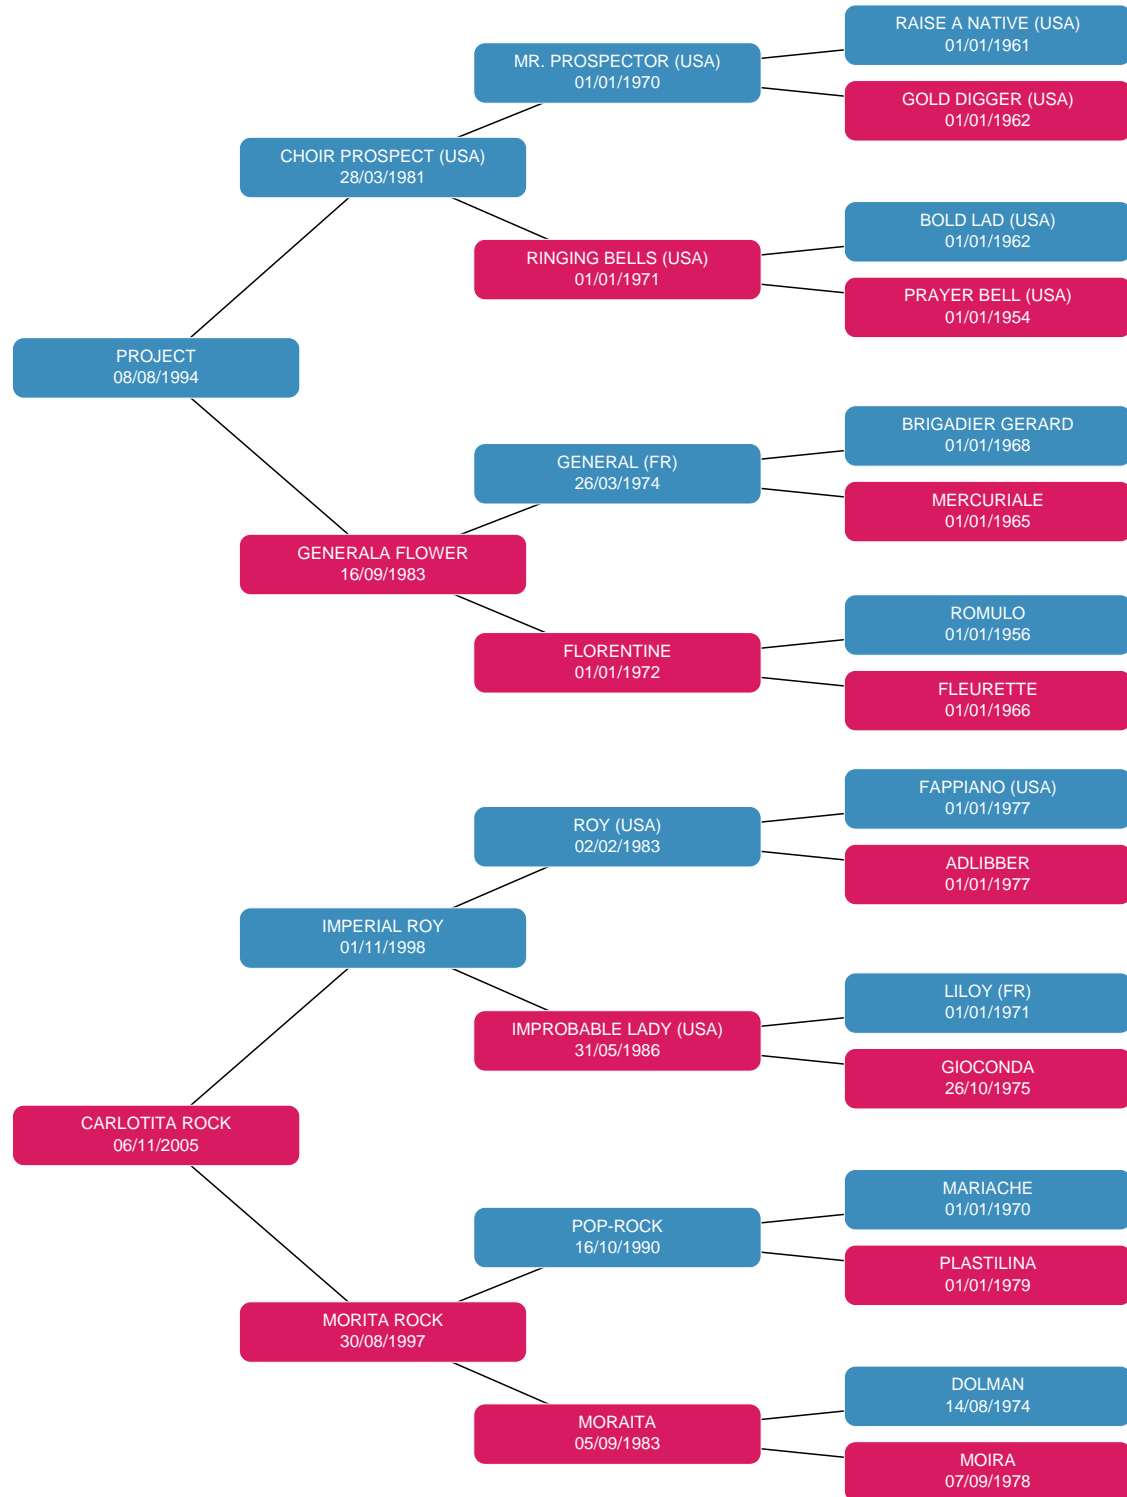 RAISE A NATIVE (USA)
01/01/1961
MR. PROSPECTOR (USA)
01/01/1970
GOLD DIGGER (USA)
01/01/1962
CHOIR PROSPECT (USA)
28/03/1981
BOLD LAD (USA)
01/01/1962
RINGING BELLS (USA)
01/01/1971
PRAYER BELL (USA)
01/01/1954
PROJECT
08/08/1994
BRIGADIER GERARD
01/01/1968
GENERAL (FR)
26/03/1974
MERCURIALE
01/01/1965
GENERALA FLOWER
16/09/1983
ROMULO
01/01/1956
FLORENTINE
01/01/1972
FLEURETTE
01/01/1966
FAPPIANO (USA)
01/01/1977
ROY (USA)
02/02/1983
ADLIBBER
01/01/1977
IMPERIAL ROY
01/11/1998
LILOY (FR)
01/01/1971
IMPROBABLE LADY (USA)
31/05/1986
GIOCONDA
26/10/1975
CARLOTITA ROCK
06/11/2005
MARIACHE
01/01/1970
POP-ROCK
16/10/1990
PLASTILINA
01/01/1979
MORITA ROCK
30/08/1997
DOLMAN
14/08/1974
MORAITA
05/09/1983
MOIRA
07/09/1978